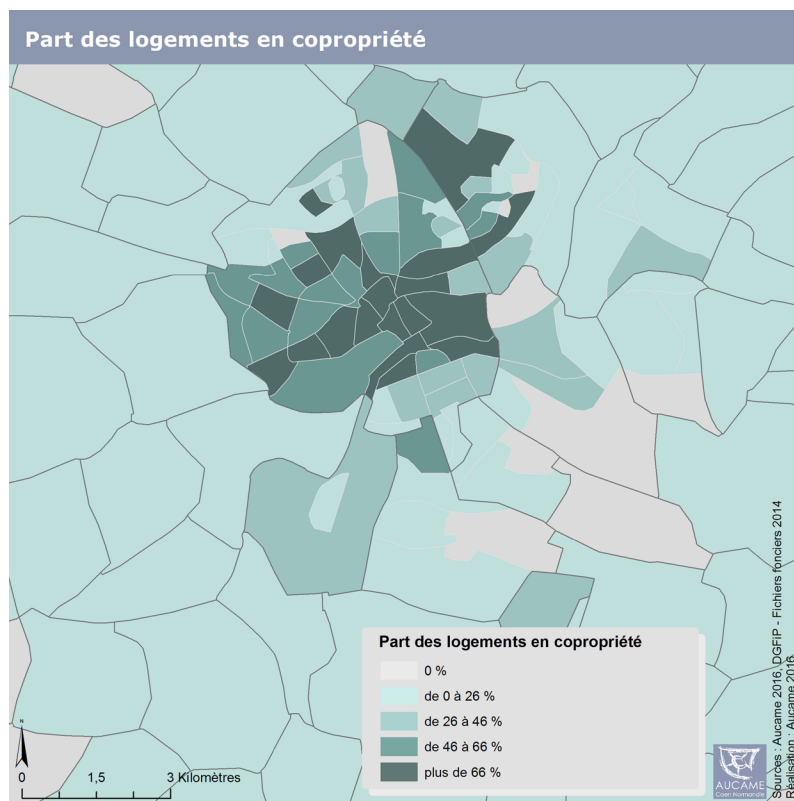 Part des logements en copropriété
Part des logements en copropriété
0 %
de 0 à 26 %
de 26 à 46 %
de 46 à 66 %
plus de 66 %
N
0 1,5 3 Kilomètres
AUCAME
Caen Normandie
Sources : Aucame 2016, DGFiP - Fichiers fonciers 2014
Réalisation : Aucame 2016